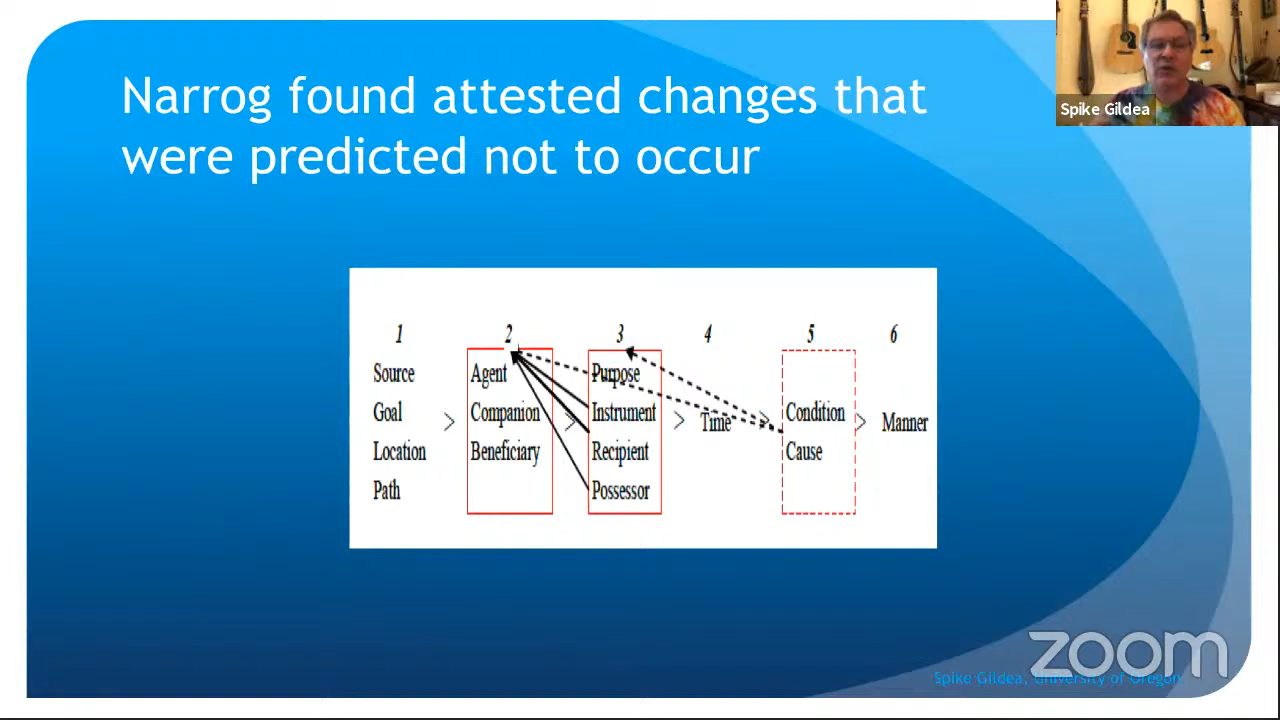 Narrog found attested changes that
were predicted not to occur
Spike Gildea
1 2 3 4 5 6
Source Agent Purpose
Goal Companion Instrument Condition
> > > Time > > Manner
Location Beneficiary Recipient Cause
Path Possessor
zoom
Spike Gildea, University of Oregon